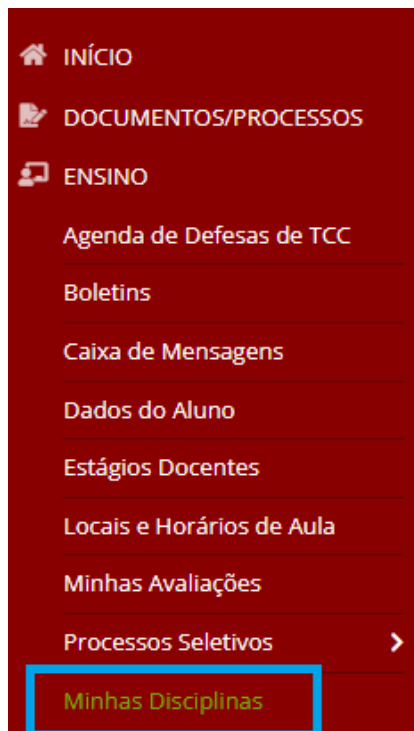 INÍCIO
DOCUMENTOS/PROCESSOS
ENSINO
Agenda de Defesas de TCC
Boletins
Caixa de Mensagens
Dados do Aluno
Estágios Docentes
Locais e Horários de Aula
Minhas Avaliações
Processos Seletivos
Minhas Disciplinas